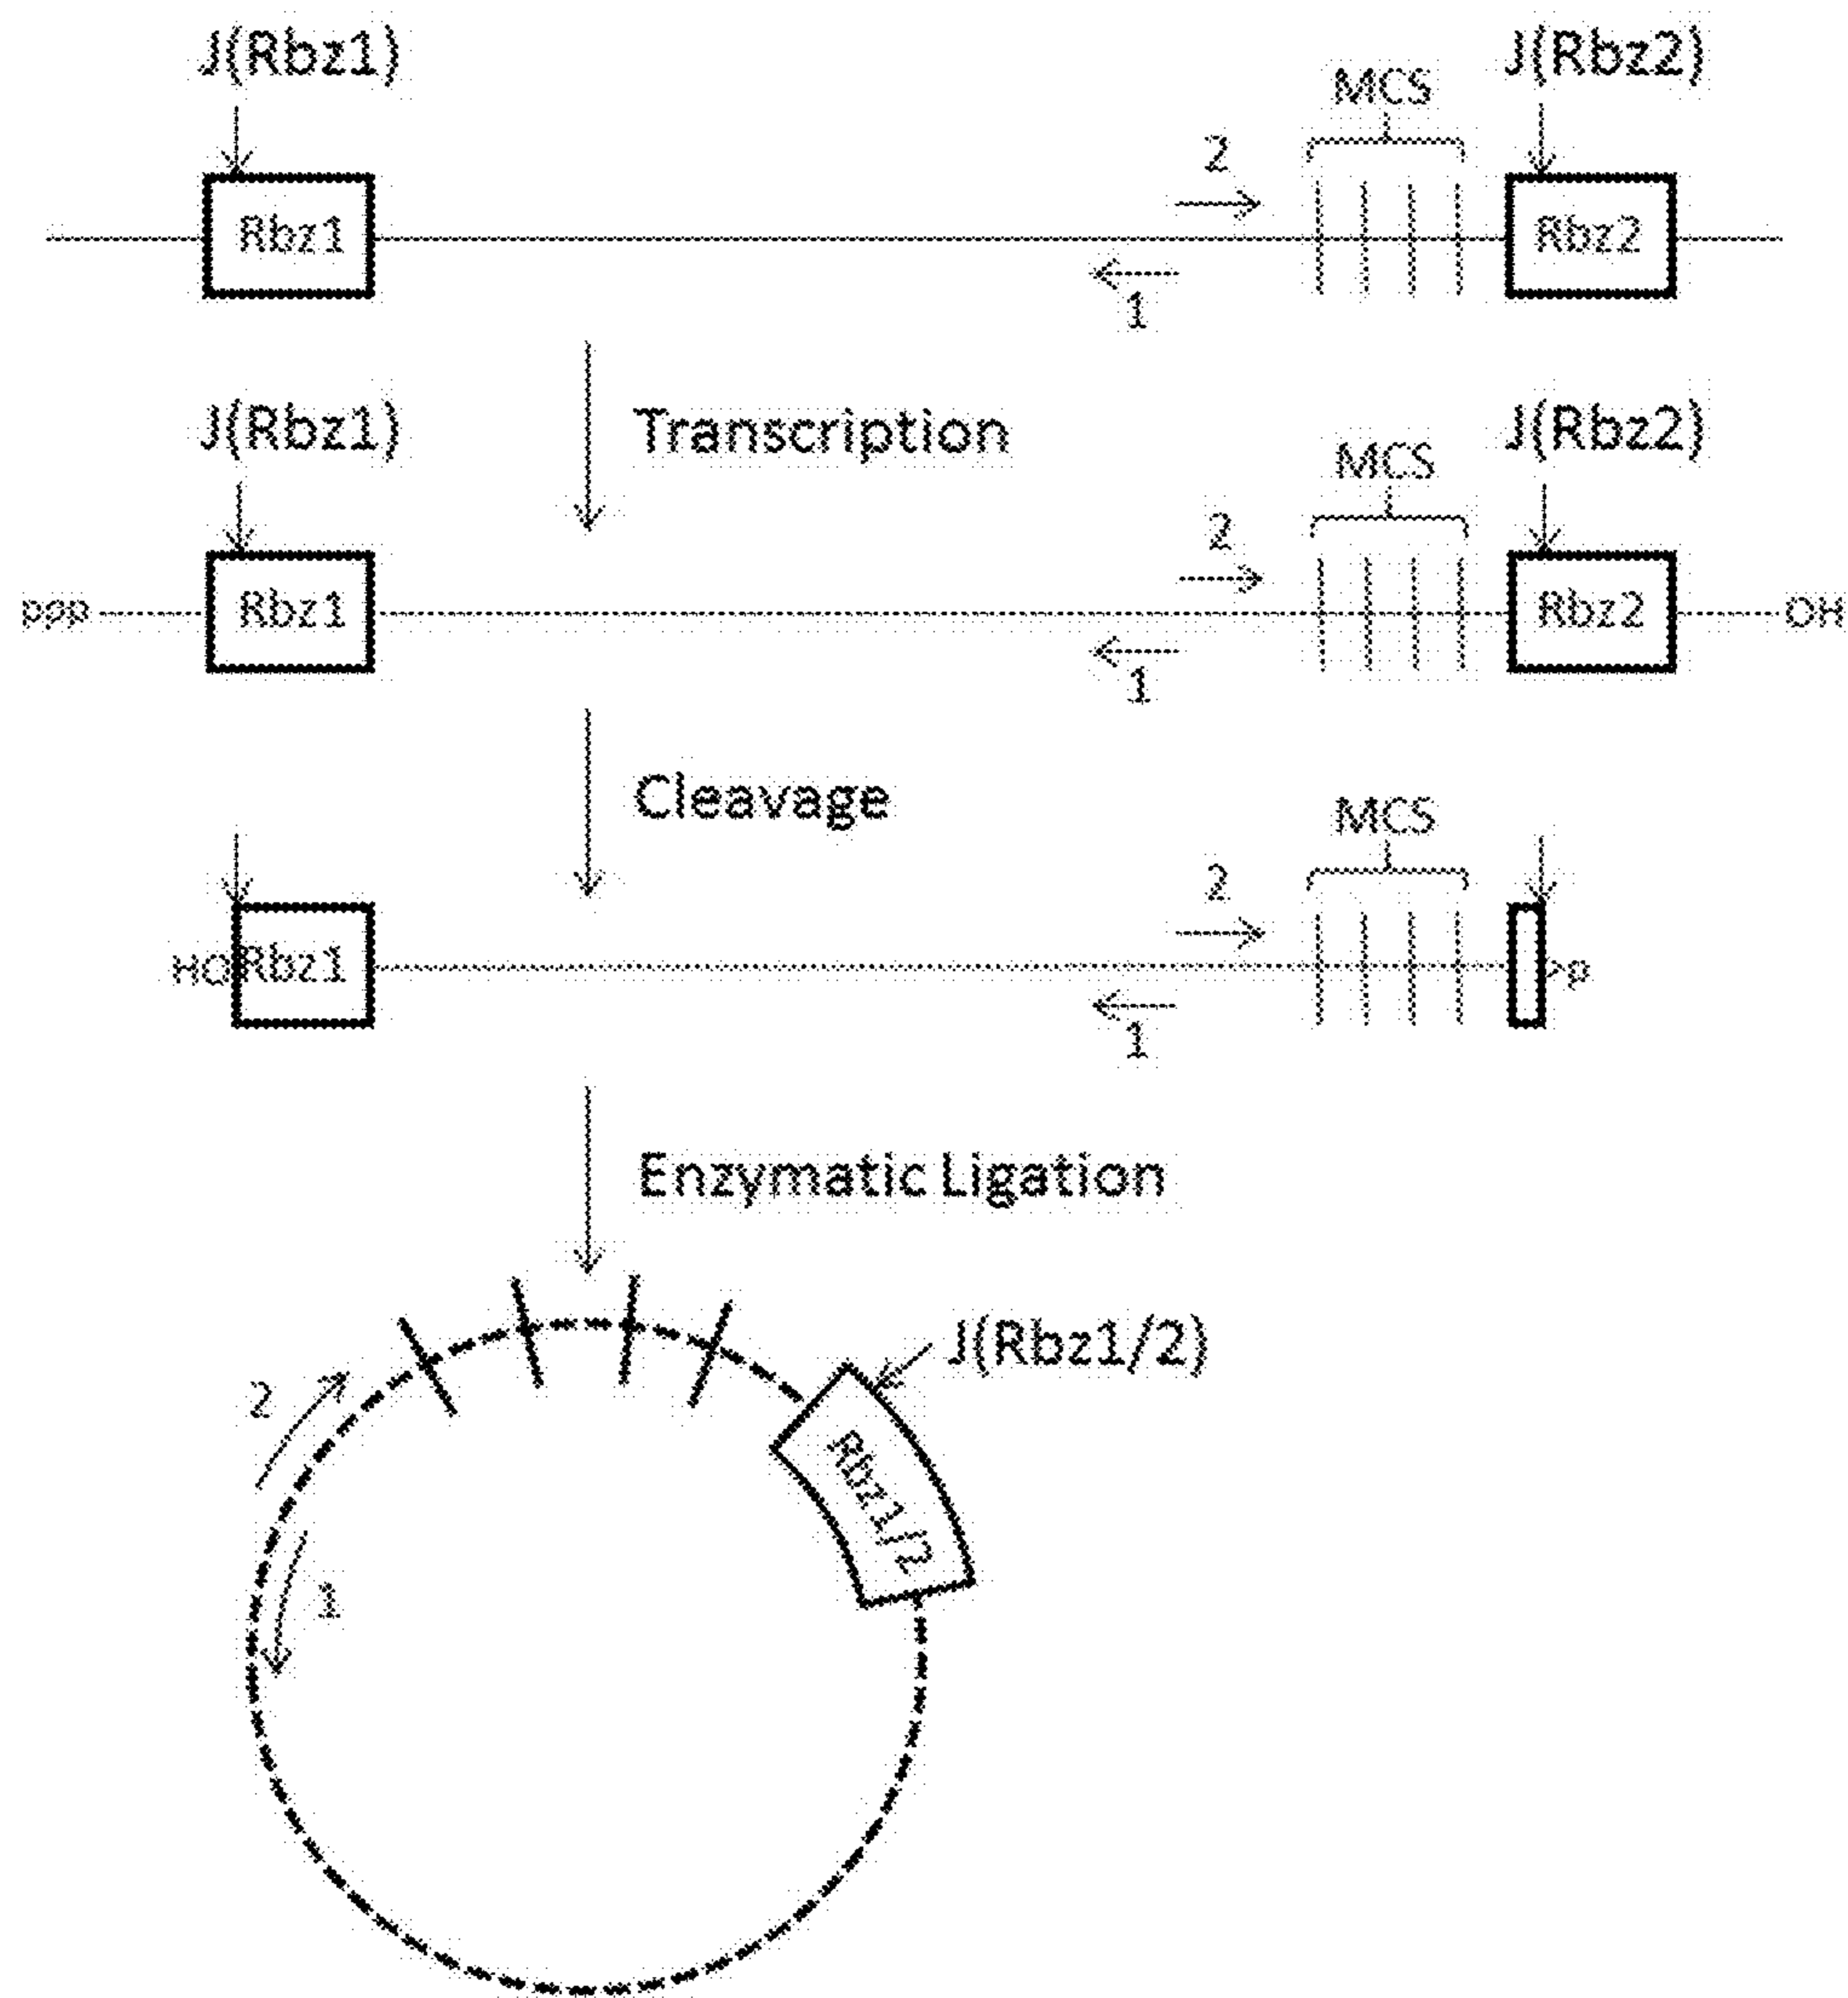 J(Rbz1)
J(Rbz2)
MCS
2
Rbz1
Rbz2
1
Transcription
J(Rbz1)
J(Rbz2)
MCS
2
ppp
Rbz1
Rbz2
OH
1
Cleavage
MCS
2
HO
Rbz1
>p
1
Enzymatic Ligation
J(Rbz1/2)
2
Rbz1/2
1